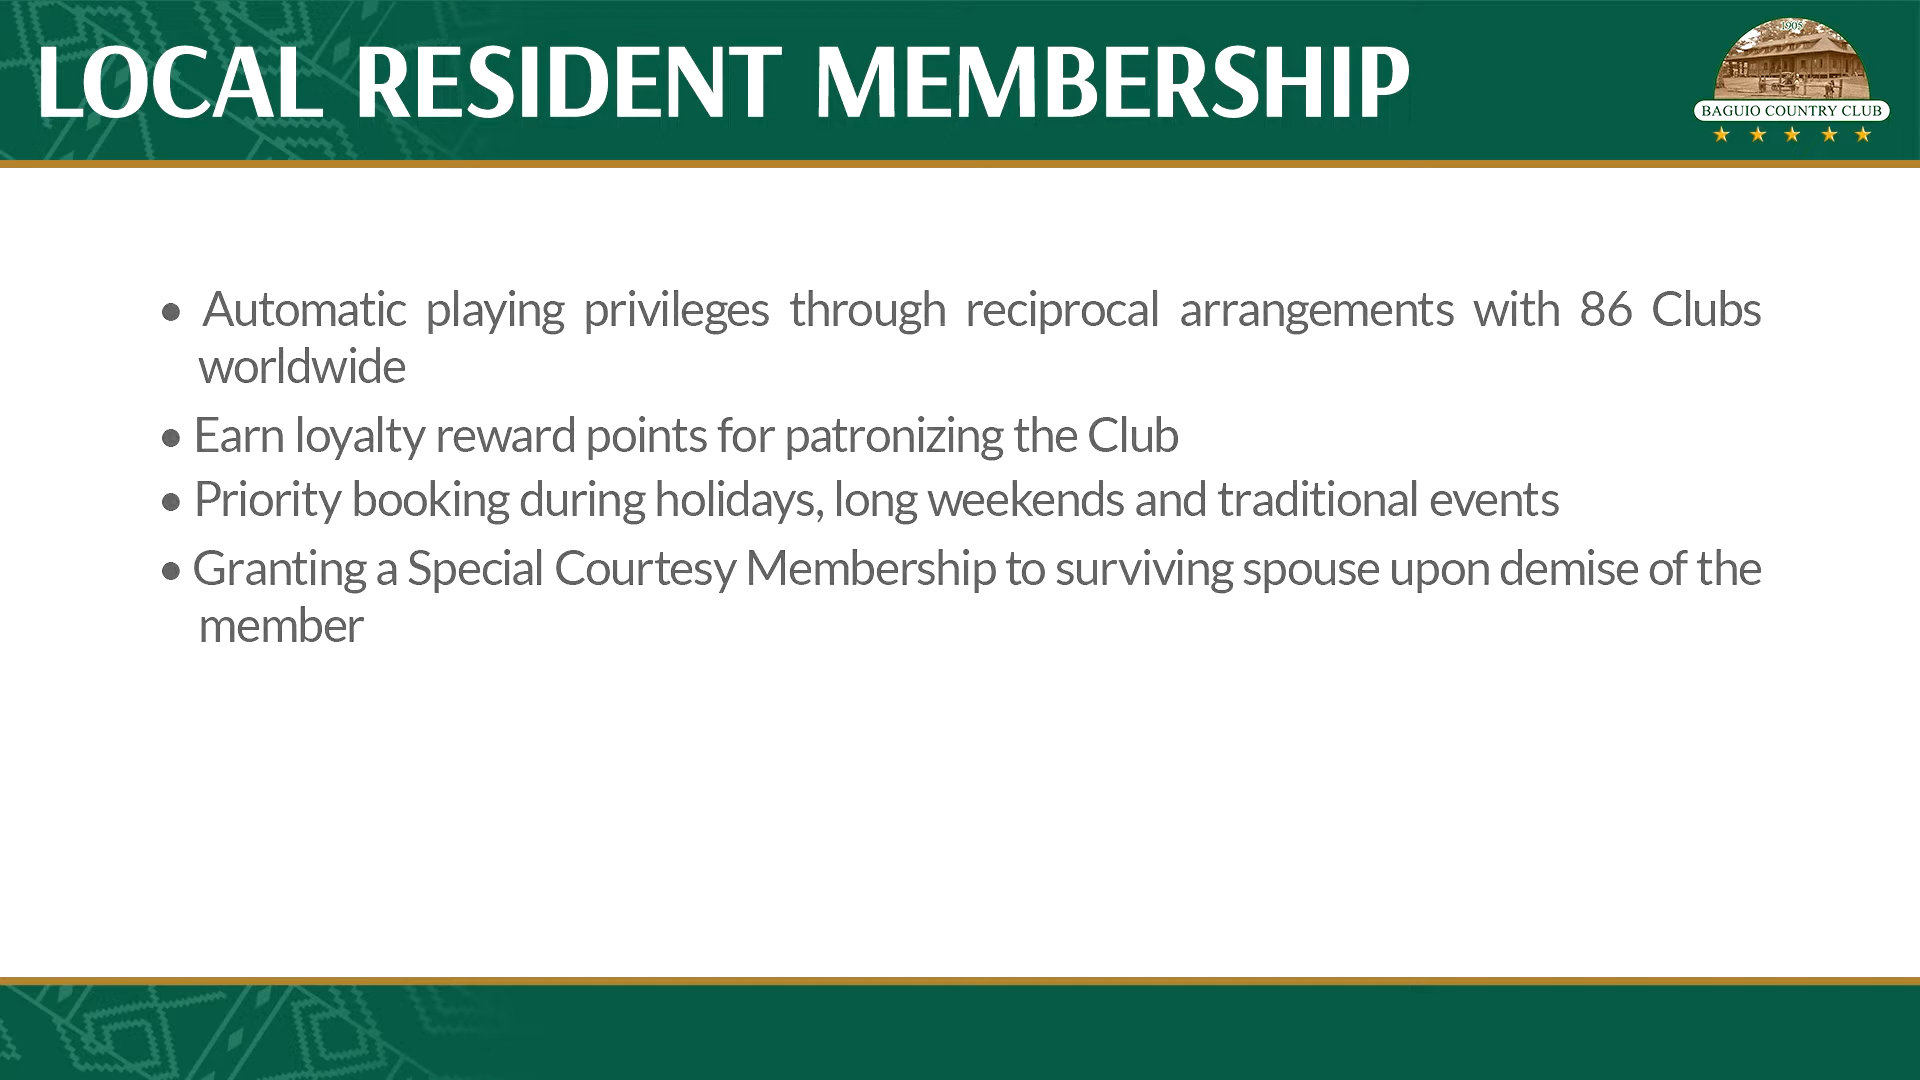 LOCAL RESIDENT MEMBERSHIP
1905
BAGUIO COUNTRY CLUB
• Automatic playing privileges through reciprocal arrangements with 86 Clubs
worldwide
• Earn loyalty reward points for patronizing the Club
• Priority booking during holidays, long weekends and traditional events
• Granting a Special Courtesy Membership to surviving spouse upon demise of the
member